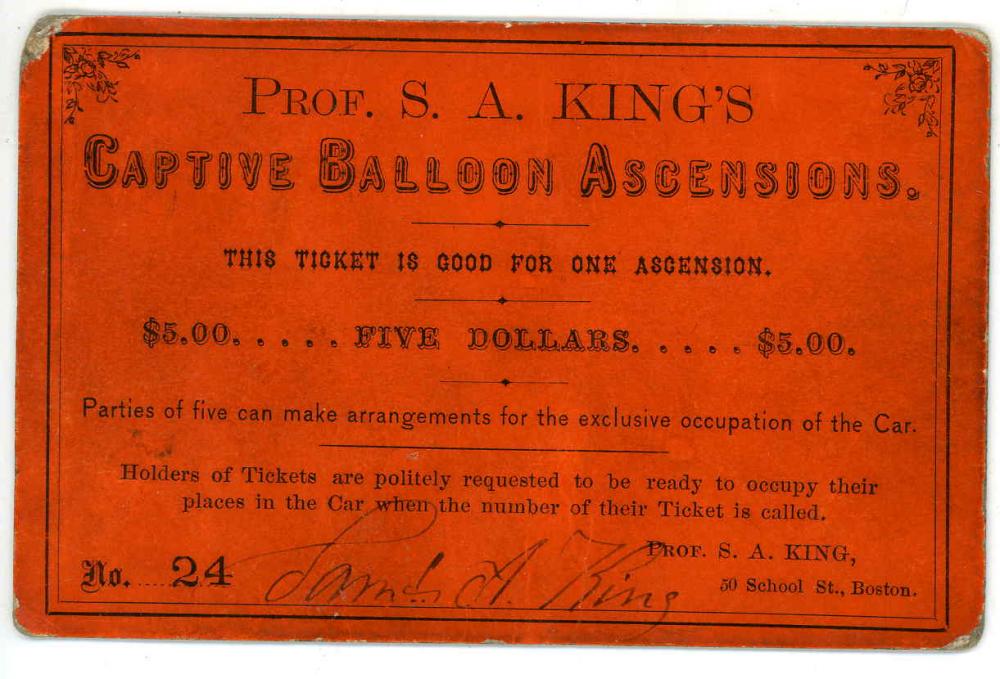 PROF. S. A. KING'S
CAPTIVE BALLOON ASCENSIONS.
THIS TICKET IS GOOD FOR ONE ASCENSION.
$5.00. . . . . FIVE DOLLARS. . . . . $5.00.
Parties of five can make arrangements for the exclusive occupation of the Car.
Holders of Tickets are politely requested to be ready to occupy their
places in the Car when the number of their Ticket is called.
PROF. S. A. KING,
No. .... 24
Saml. A. King
50 School St., Boston.